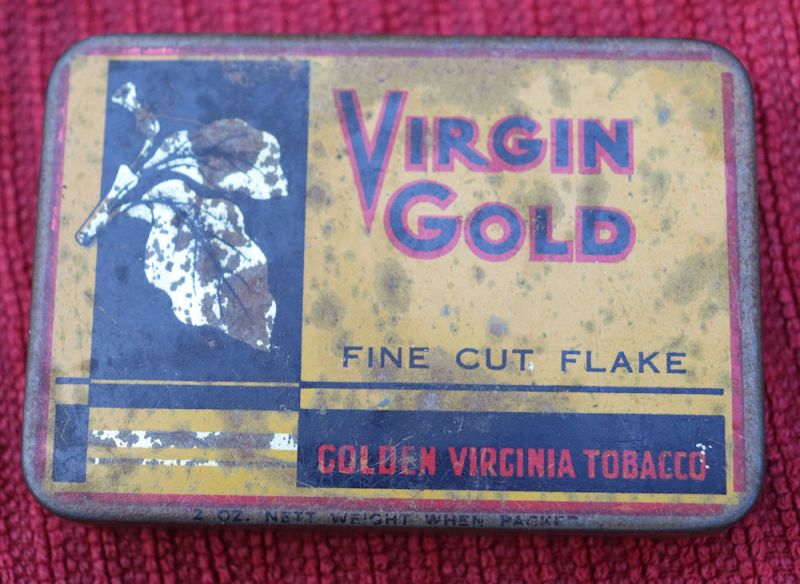 VIRGIN
GOLD
FINE CUT FLAKE
GOLDEN VIRGINIA TOBACCO
2 OZ. NETT WEIGHT WHEN PACKED